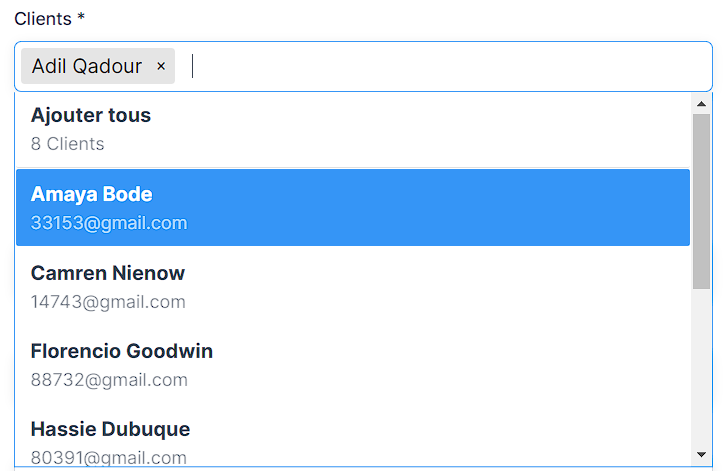 Clients *
Adil Qadour ×
Ajouter tous
8 Clients
Amaya Bode
33153@gmail.com
Camren Nienow
14743@gmail.com
Florencio Goodwin
88732@gmail.com
Hassie Dubuque
80391@gmail.com